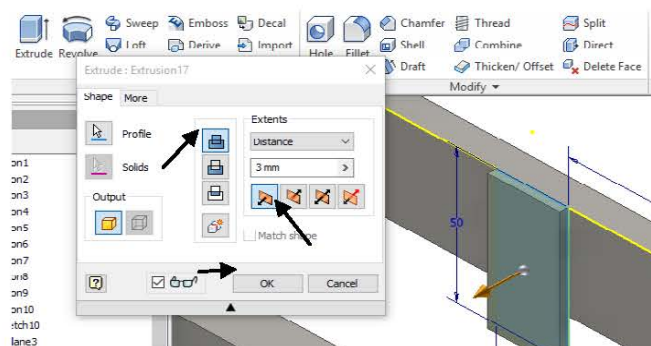 Sweep Emboss Decal Chamfer Thread Split
Extrude Revolve Loft Derive Import Hole Fillet Shell Combine Direct
Draft Thicken/ Offset Delete Face
Modify
Extrude : Extrusion17
Shape More
Extents
Profile
Distance
Solids
3 mm
Output
Match shape
OK Cancel
on1
on2
on3
on4
on5
on6
on7
on8
on9
on10
etch10
lane3
50